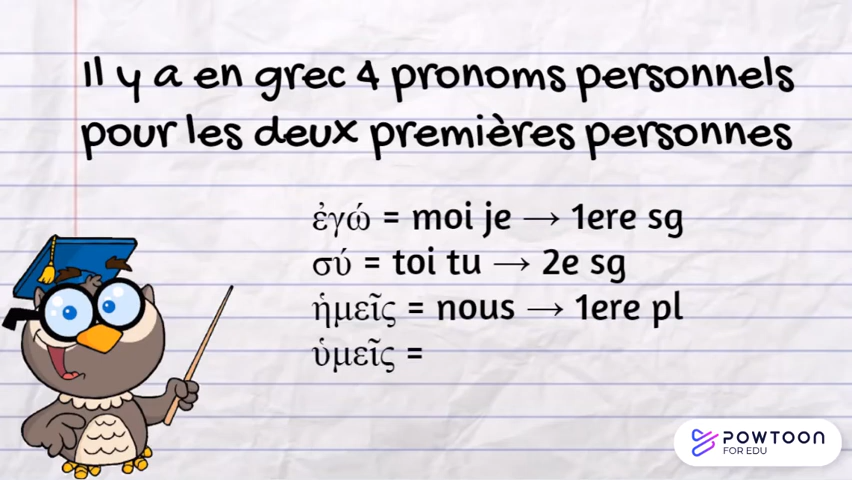 Il y a en grec 4 pronoms personnels
pour les deux premières personnes
ἐγώ = moi je → 1ere sg
σύ = toi tu → 2e sg
ἡμεῖς = nous → 1ere pl
ὑμεῖς =
POWTOON
FOR EDU